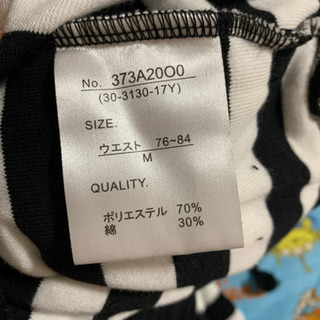 No. 373A20O0
(30-3130-17Y)
SIZE.
ウエスト 76~84
M
QUALITY.
ポリエステル 70%
綿 30%